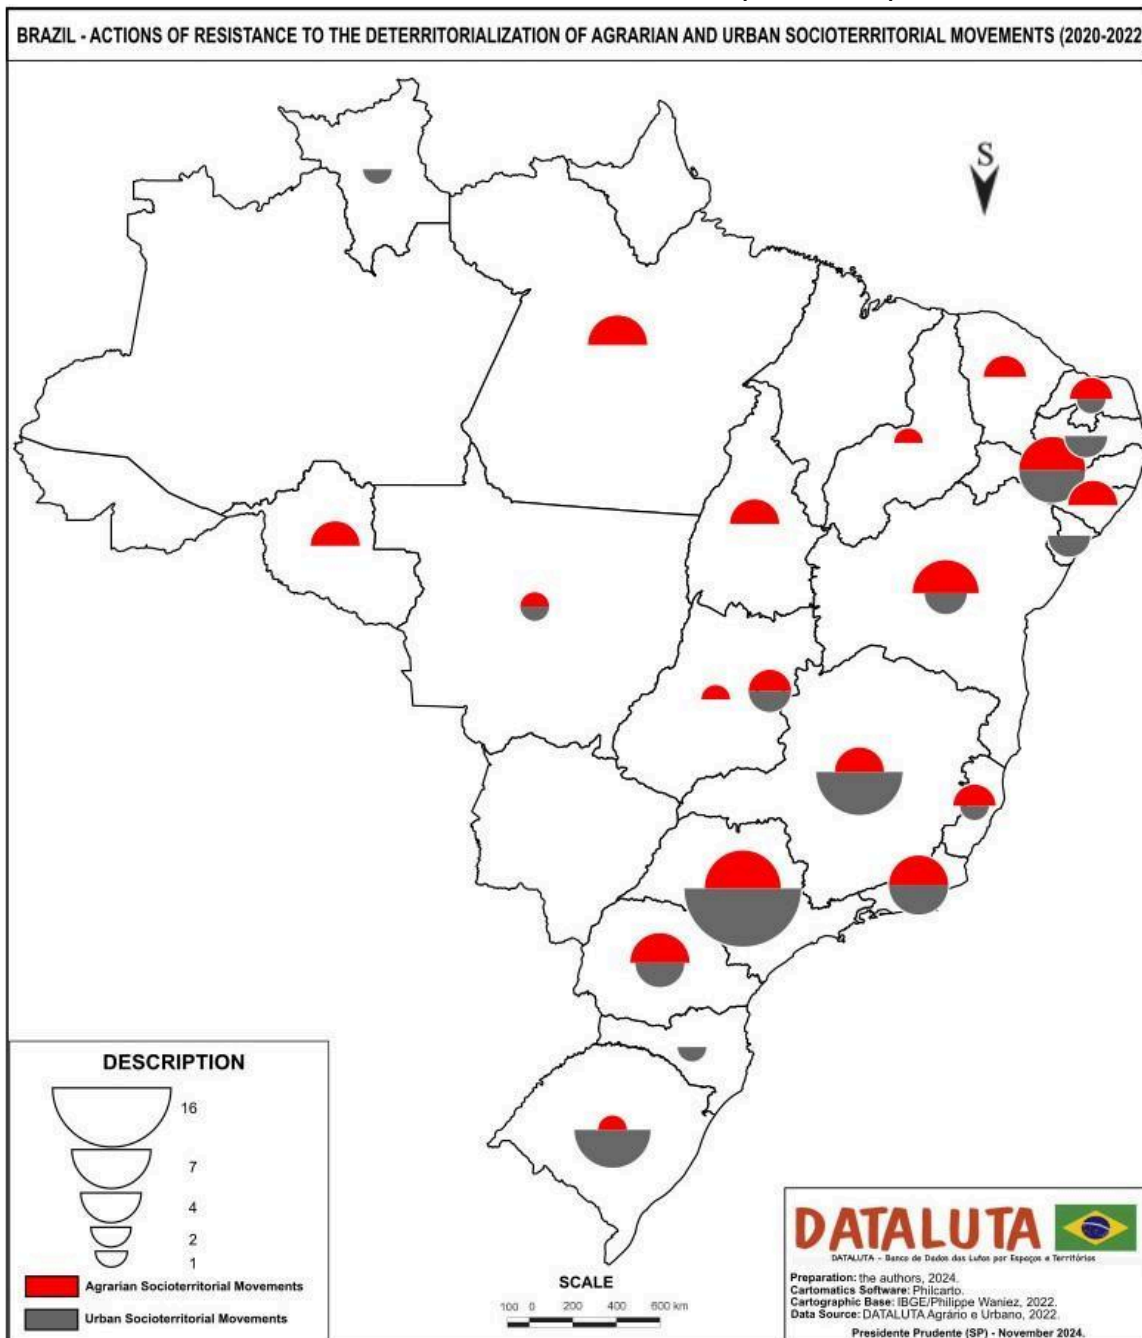 BRAZIL - ACTIONS OF RESISTANCE TO THE DETERRITORIALIZATION OF AGRARIAN AND URBAN SOCIOTERRITORIAL MOVEMENTS (2020-2022
S
DESCRIPTION
16
7
4
2
1
Agrarian Socioterritorial Movements
Urban Socioterritorial Movements
SCALE
100 0 200 400 600 km
DATALUTA
DATALUTA - Banco de Dados das Lutas por Espaços e Territórios
Preparation: the authors, 2024.
Cartomatics Software: Philcarto.
Cartographic Base: IBGE/Philippe Waniez, 2022.
Data Source: DATALUTA Agrário e Urbano, 2022.
Presidente Prudente (SP) - November 2024.